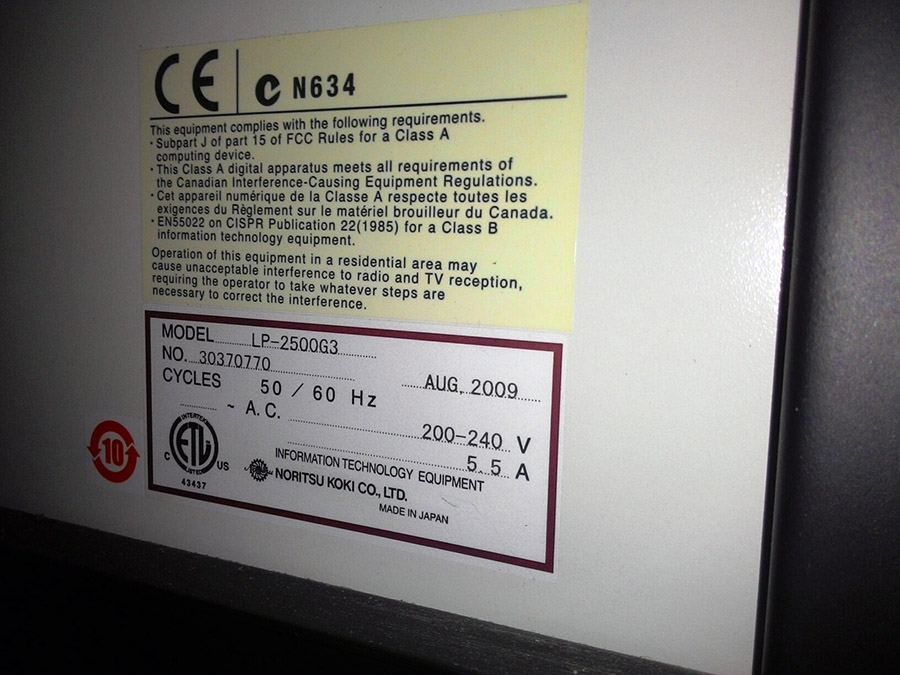 CE N634
This equipment complies with the following requirements.
· Subpart J of part 15 of FCC Rules for a Class A
computing device.
· This Class A digital apparatus meets all requirements of
the Canadian Interference-Causing Equipment Regulations.
· Cet appareil numérique de la Classe A respecte toutes les
exigences du Règlement sur le matériel brouilleur du Canada.
· EN55022 on CISPR Publication 22(1985) for a Class B
information technology equipment.
Operation of this equipment in a residential area may
cause unacceptable interference to radio and TV reception,
requiring the operator to take whatever steps are
necessary to correct the interference.
MODEL LP-2500G3
NO. 30370770 AUG, 2009
CYCLES 50 / 60 Hz
~ A.C. 200-240 V
5.5 A
INTERTEK
C ETL US
LISTED
43437
10
INFORMATION TECHNOLOGY EQUIPMENT
NORITSU KOKI CO., LTD.
MADE IN JAPAN